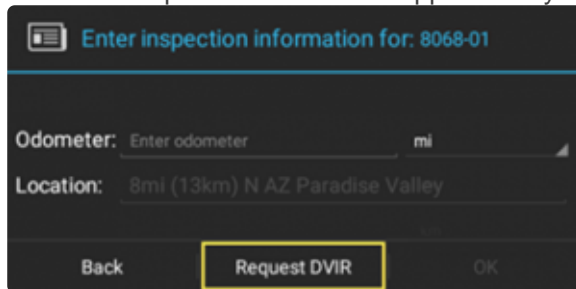 Enter inspection information for: 8068-01
Odometer: Enter odometer mi
Location: 8mi (13km) N AZ Paradise Valley
Back Request DVIR OK